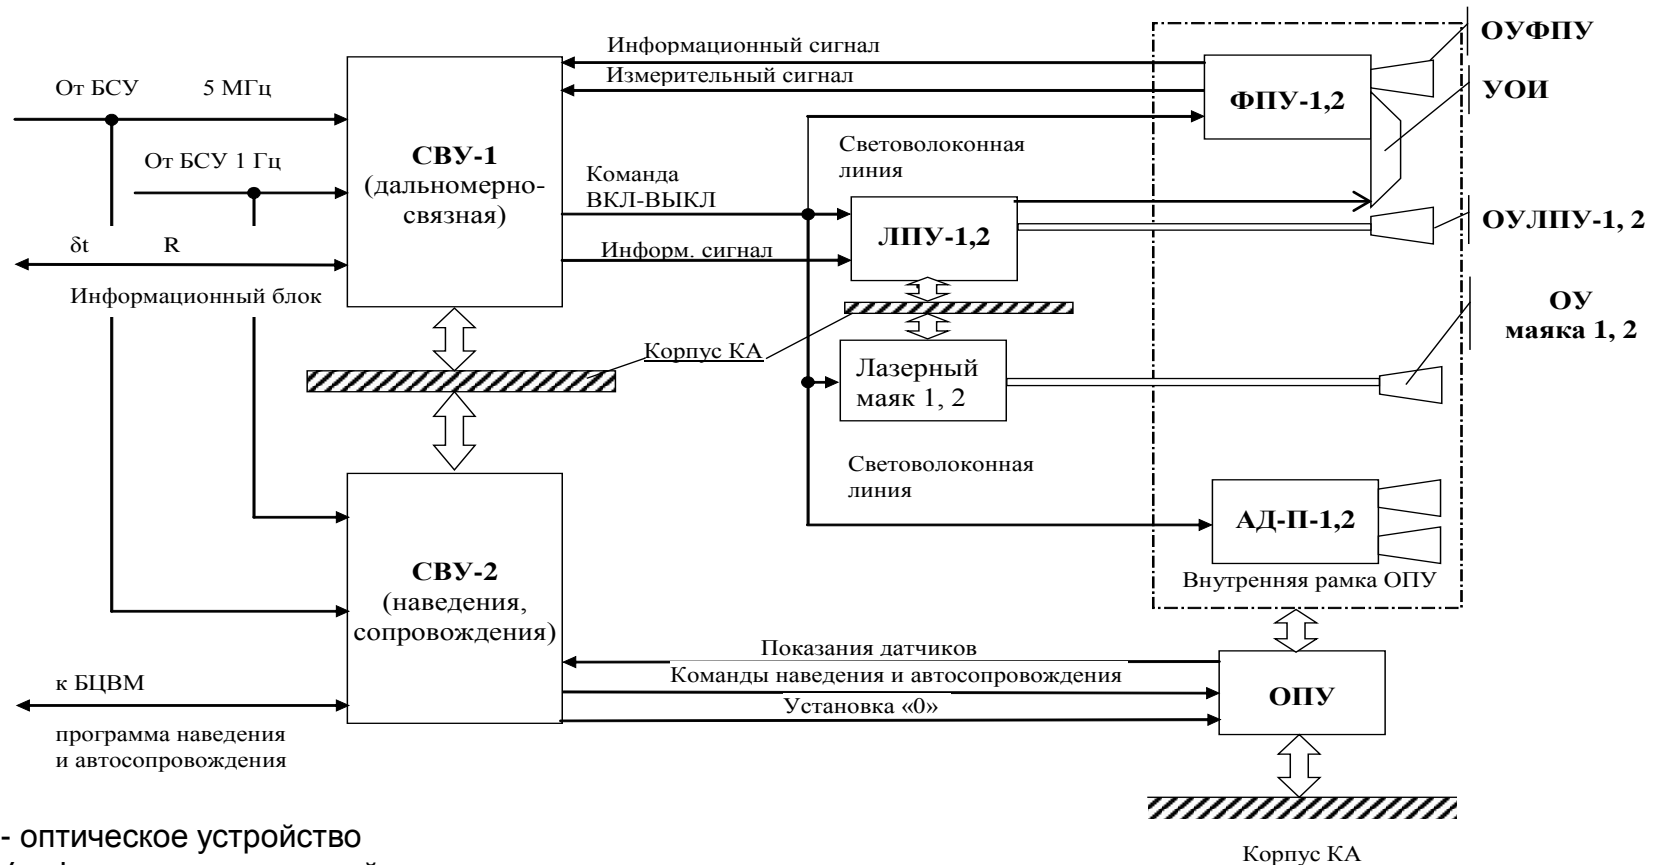 Информационный сигнал
Измерительный сигнал
ОУФПУ
УОИ
ФПУ-1,2
От БСУ 5 МГц
От БСУ 1 Гц
СВУ-1
(дальномерно-
связная)
Световолоконная
линия
Команда
ВКЛ-ВЫКЛ
ЛПУ-1,2
ОУЛПУ-1, 2
δt R
Информ. сигнал
Информационный блок
ОУ
маяка 1, 2
Корпус КА
Лазерный
маяк 1, 2
Световолоконная
линия
АД-П-1,2
Внутренняя рамка ОПУ
СВУ-2
(наведения,
сопровождения)
Показания датчиков
Команды наведения и автосопровождения
Установка «0»
ОПУ
к БЦВМ
программа наведения
и автосопровождения
- оптическое устройство
Корпус КА